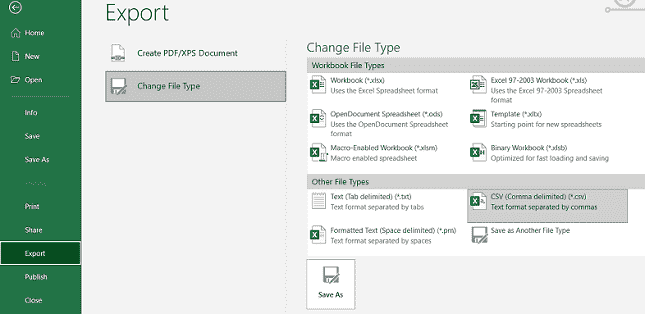 Export
Home
New
Open
Info
Save
Save As
Print
Share
Export
Publish
Close
Create PDF/XPS Document
Change File Type
Change File Type
Workbook File Types
Workbook (*.xlsx)
Uses the Excel Spreadsheet format
Excel 97-2003 Workbook (*.xls)
Uses the Excel 97-2003 Spreadsheet
format
OpenDocument Spreadsheet (*.ods)
Uses the OpenDocument Spreadsheet
format
Template (*.xltx)
Starting point for new spreadsheets
Macro-Enabled Workbook (*.xlsm)
Macro enabled spreadsheet
Binary Workbook (*.xlsb)
Optimized for fast loading and saving
Other File Types
Text (Tab delimited) (*.txt)
Text format separated by tabs
CSV (Comma delimited) (*.csv)
Text format separated by commas
Formatted Text (Space delimited) (*.prn)
Text format separated by spaces
Save as Another File Type
Save As